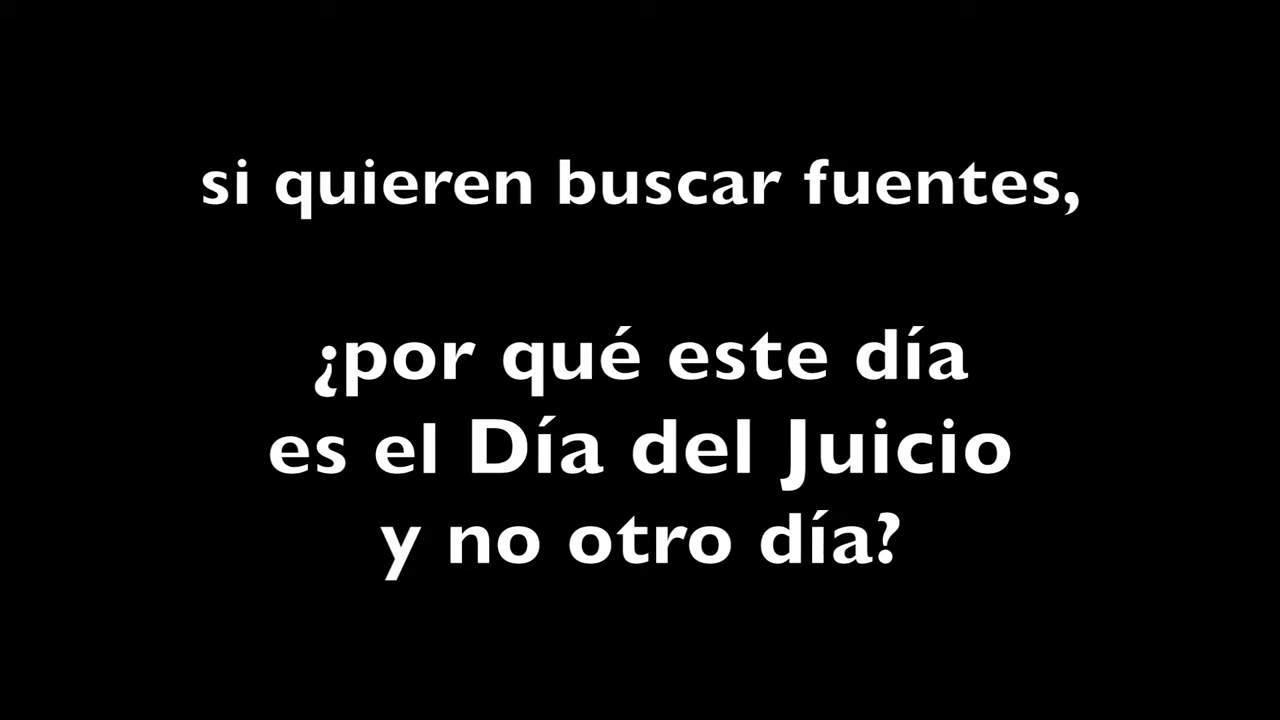 si quieren buscar fuentes,
¿por qué este día
es el Día del Juicio
y no otro día?